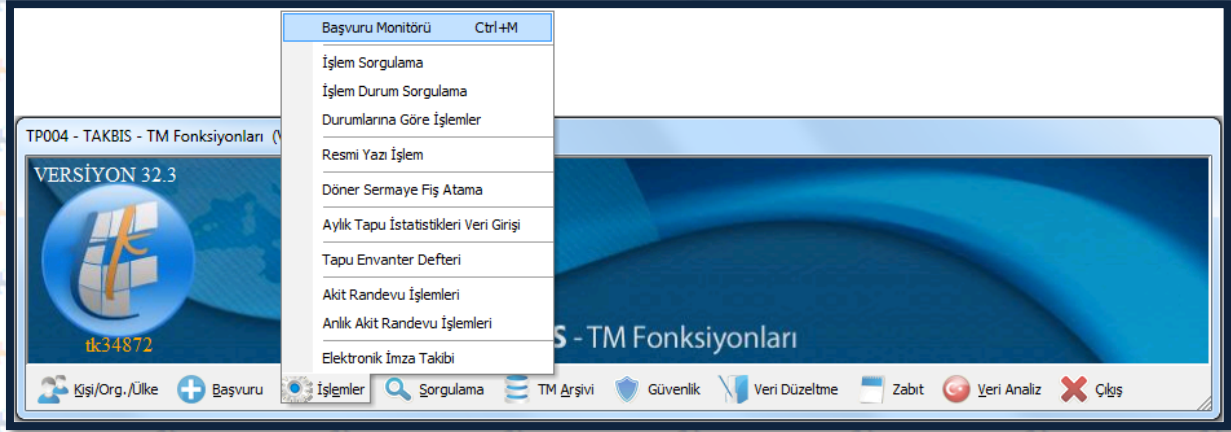 Başvuru Monitörü Ctrl+M
İşlem Sorgulama
İşlem Durum Sorgulama
Durumlarına Göre İşlemler
Resmi Yazı İşlem
Döner Sermaye Fiş Atama
Aylık Tapu İstatistikleri Veri Girişi
Tapu Envanter Defteri
Akit Randevu İşlemleri
Anlık Akit Randevu İşlemleri
Elektronik İmza Takibi
TP004 - TAKBIS - TM Fonksiyonları (V
VERSİYON 32.3
tk34872
S - TM Fonksiyonları
Kişi/Org./Ülke Başvuru İşlemler Sorgulama TM Arşivi Güvenlik Veri Düzeltme Zabıt Veri Analiz Çıkış